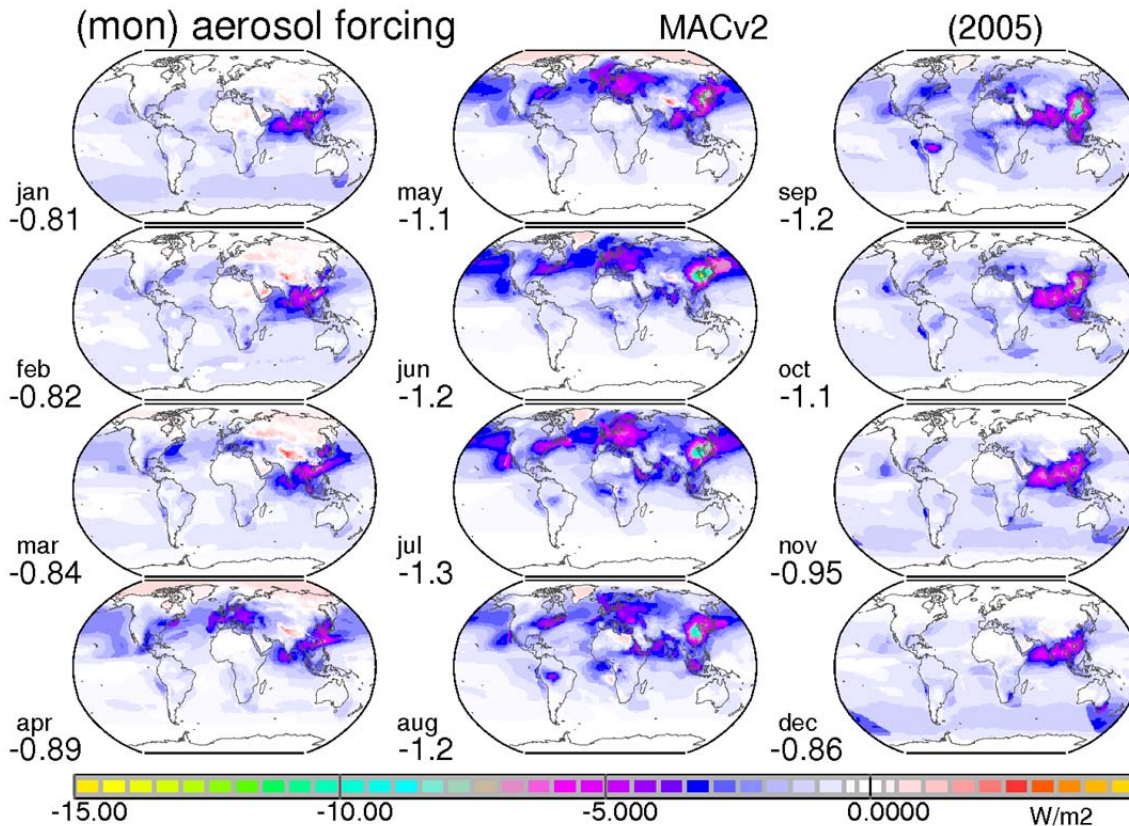 (mon) aerosol forcing MACv2 (2005)
jan
-0.81
may
-1.1
sep
-1.2
feb
-0.82
jun
-1.2
oct
-1.1
mar
-0.84
jul
-1.3
nov
-0.95
apr
-0.89
aug
-1.2
dec
-0.86
-15.00 -10.00 -5.000 0.0000 W/m2